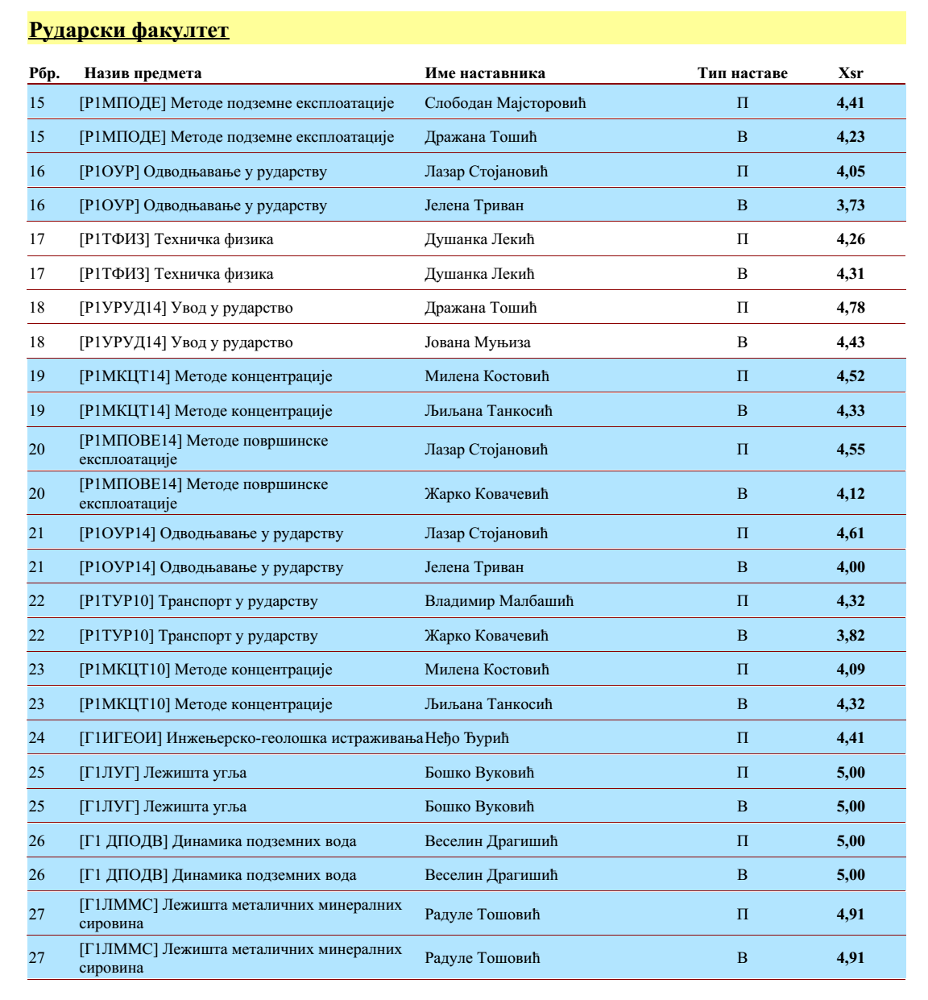 Рударски факултет
Рбр. Назив предмета Име наставника Тип наставе Xsr
15 [Р1МПОДЕ] Методе подземне експлоатације Слободан Мајсторовић П 4,41
15 [Р1МПОДЕ] Методе подземне експлоатације Дражана Тошић В 4,23
16 [Р1ОУР] Одводњавање у рударству Лазар Стојановић П 4,05
16 [Р1ОУР] Одводњавање у рударству Јелена Триван В 3,73
17 [Р1ТФИЗ] Техничка физика Душанка Лекић П 4,26
17 [Р1ТФИЗ] Техничка физика Душанка Лекић В 4,31
18 [Р1УРУД14] Увод у рударство Дражана Тошић П 4,78
18 [Р1УРУД14] Увод у рударство Јована Муњиза В 4,43
19 [Р1МКЦТ14] Методе концентрације Милена Костовић П 4,52
19 [Р1МКЦТ14] Методе концентрације Љиљана Танкосић В 4,33
20 [Р1МПОВЕ14] Методе површинске
експлоатације Лазар Стојановић П 4,55
20 [Р1МПОВЕ14] Методе површинске
експлоатације Жарко Ковачевић В 4,12
21 [Р1ОУР14] Одводњавање у рударству Лазар Стојановић П 4,61
21 [Р1ОУР14] Одводњавање у рударству Јелена Триван В 4,00
22 [Р1ТУР10] Транспорт у рударству Владимир Малбашић П 4,32
22 [Р1ТУР10] Транспорт у рударству Жарко Ковачевић В 3,82
23 [Р1МКЦТ10] Методе концентрације Милена Костовић П 4,09
23 [Р1МКЦТ10] Методе концентрације Љиљана Танкосић В 4,32
24 [Г1ИГЕОИ] Инжењерско-геолошка истраживања Неђо Ђурић П 4,41
25 [Г1ЛУГ] Лежишта угља Бошко Вуковић П 5,00
25 [Г1ЛУГ] Лежишта угља Бошко Вуковић В 5,00
26 [Г1 ДПОДВ] Динамика подземних вода Веселин Драгишић П 5,00
26 [Г1 ДПОДВ] Динамика подземних вода Веселин Драгишић В 5,00
27 [Г1ЛММС] Лежишта металичних минералних
сировина Радуле Тошовић П 4,91
27 [Г1ЛММС] Лежишта металичних минералних
сировина Радуле Тошовић В 4,91